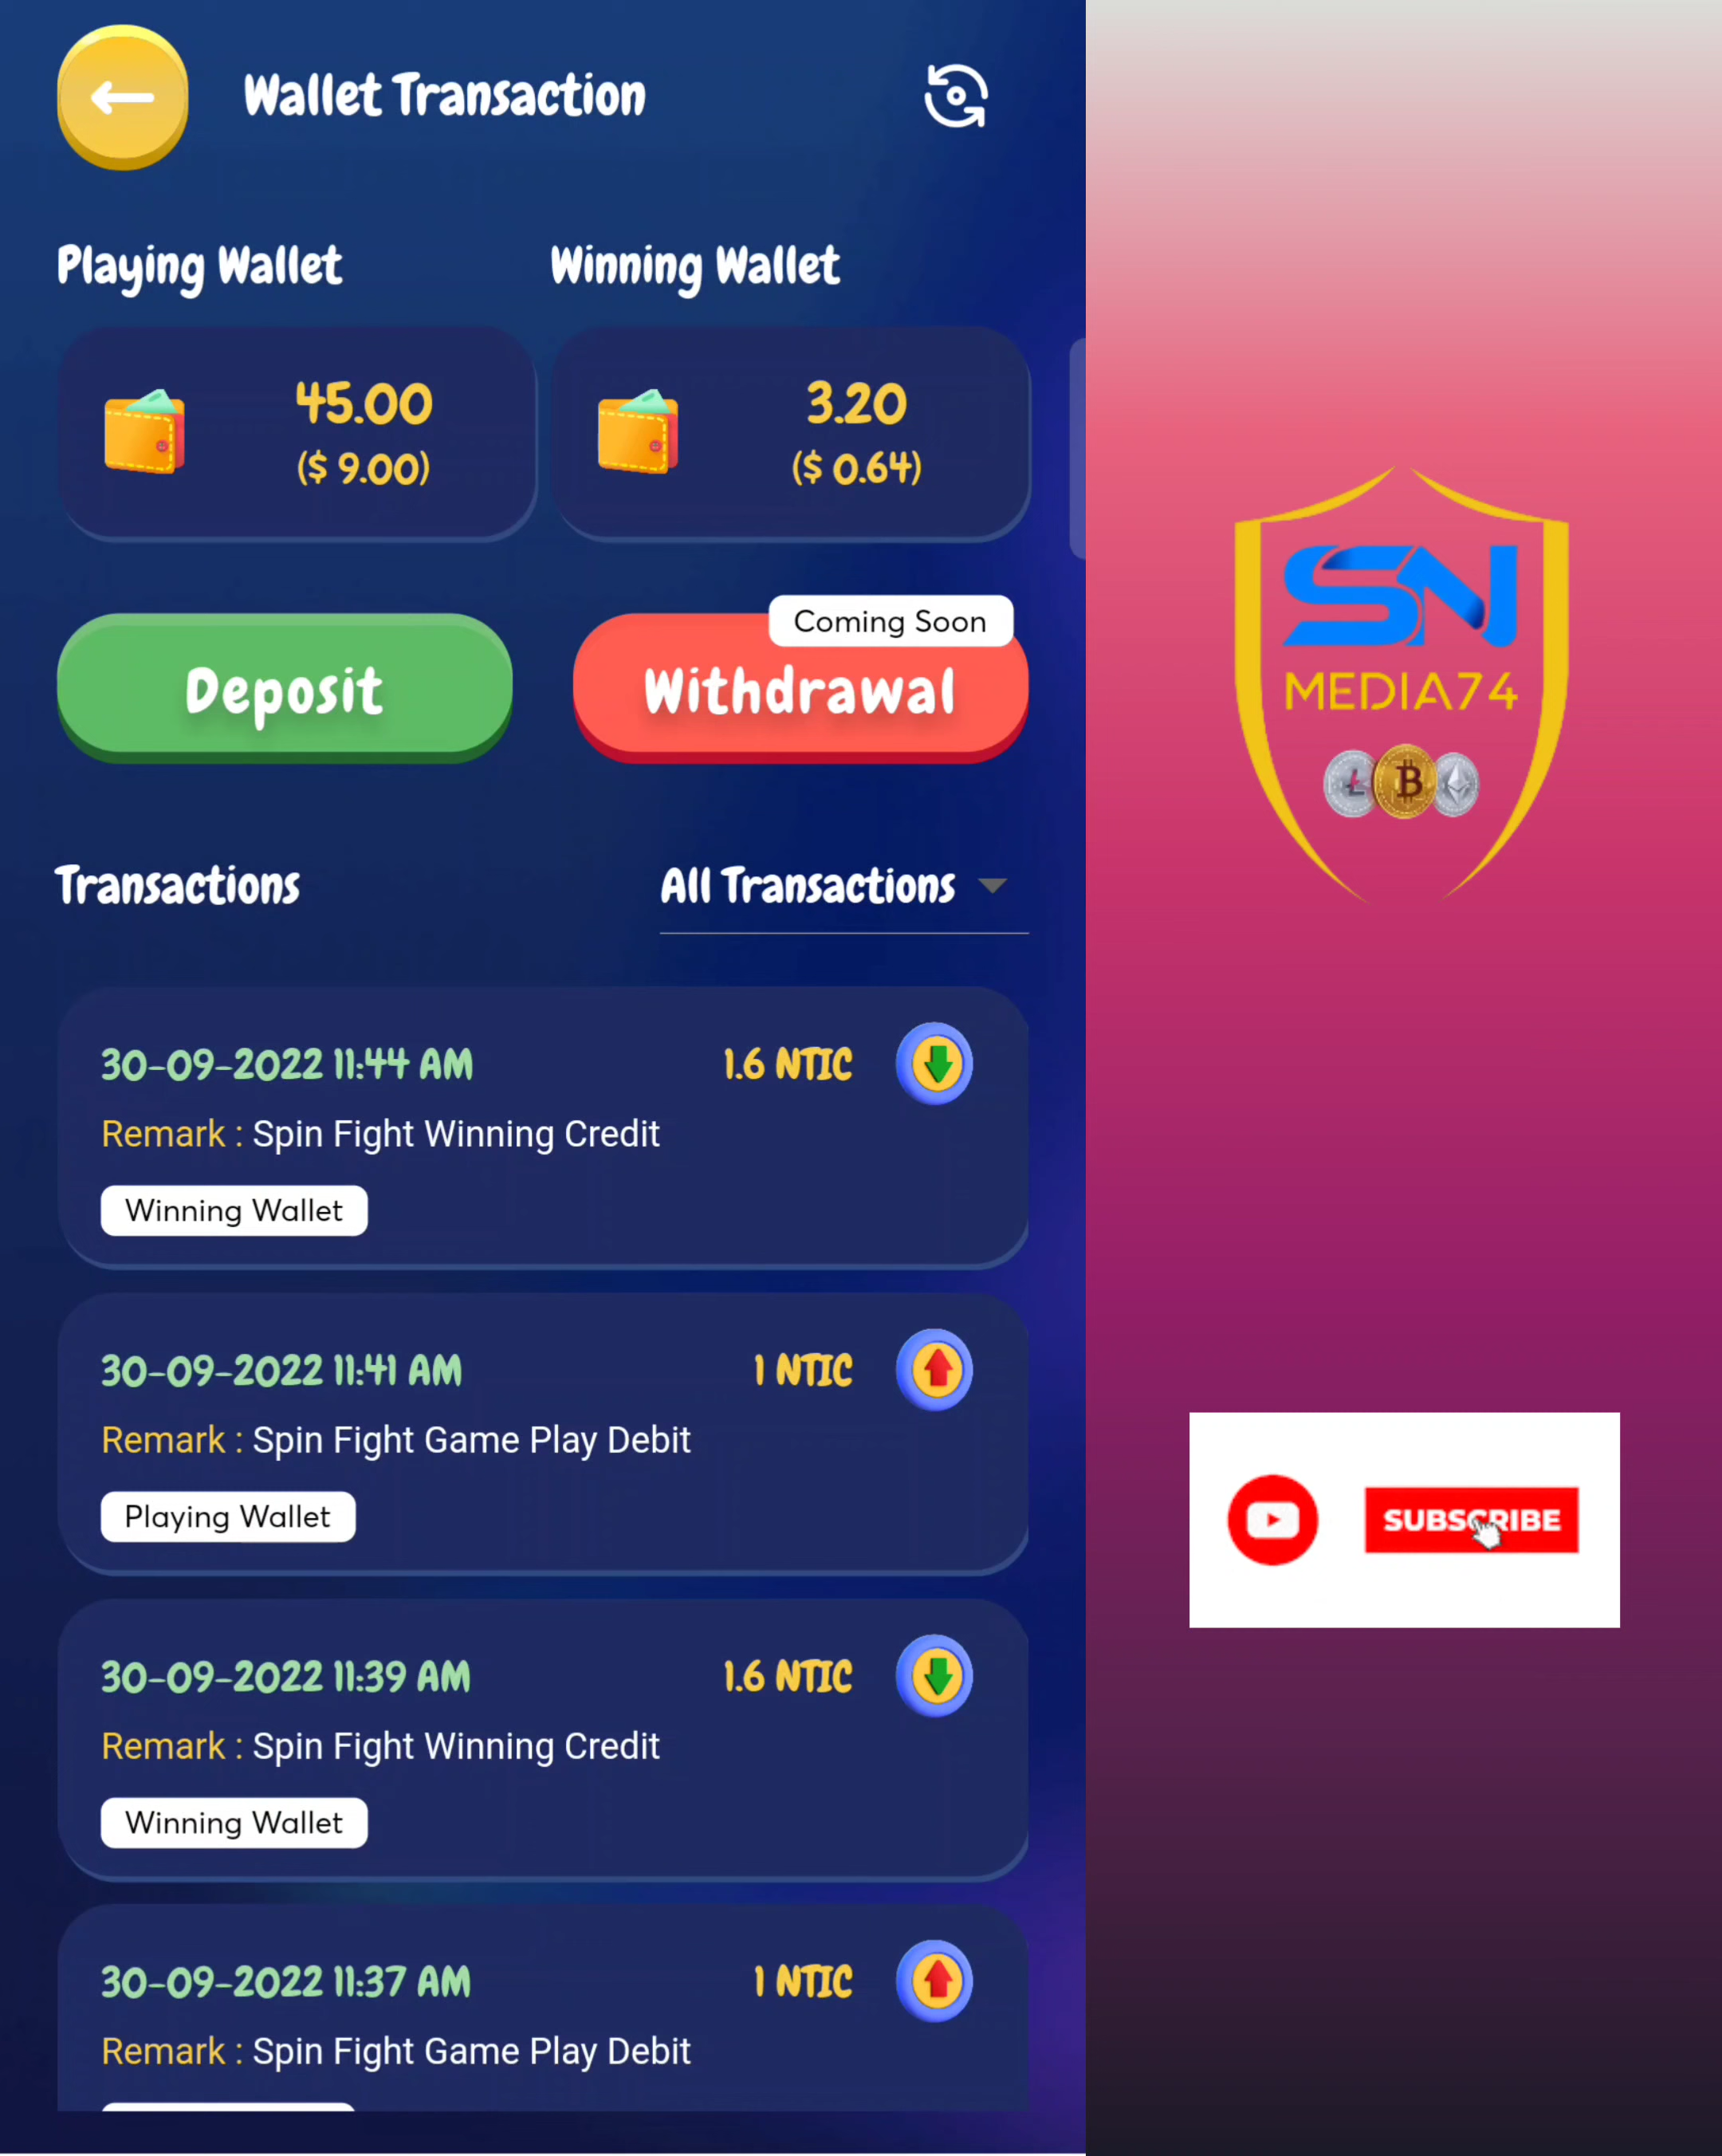 Wallet Transaction
Playing Wallet
Winning Wallet
45.00
($ 9.00)
3.20
($ 0.64)
Coming Soon
Deposit
Withdrawal
Transactions
All Transactions
30-09-2022 11:44 AM
1.6 NTIC
Remark : Spin Fight Winning Credit
Winning Wallet
30-09-2022 11:41 AM
1 NTIC
Remark : Spin Fight Game Play Debit
Playing Wallet
30-09-2022 11:39 AM
1.6 NTIC
Remark : Spin Fight Winning Credit
Winning Wallet
30-09-2022 11:37 AM
1 NTIC
Remark : Spin Fight Game Play Debit
SN
MEDIA74
SUBSCRIBE